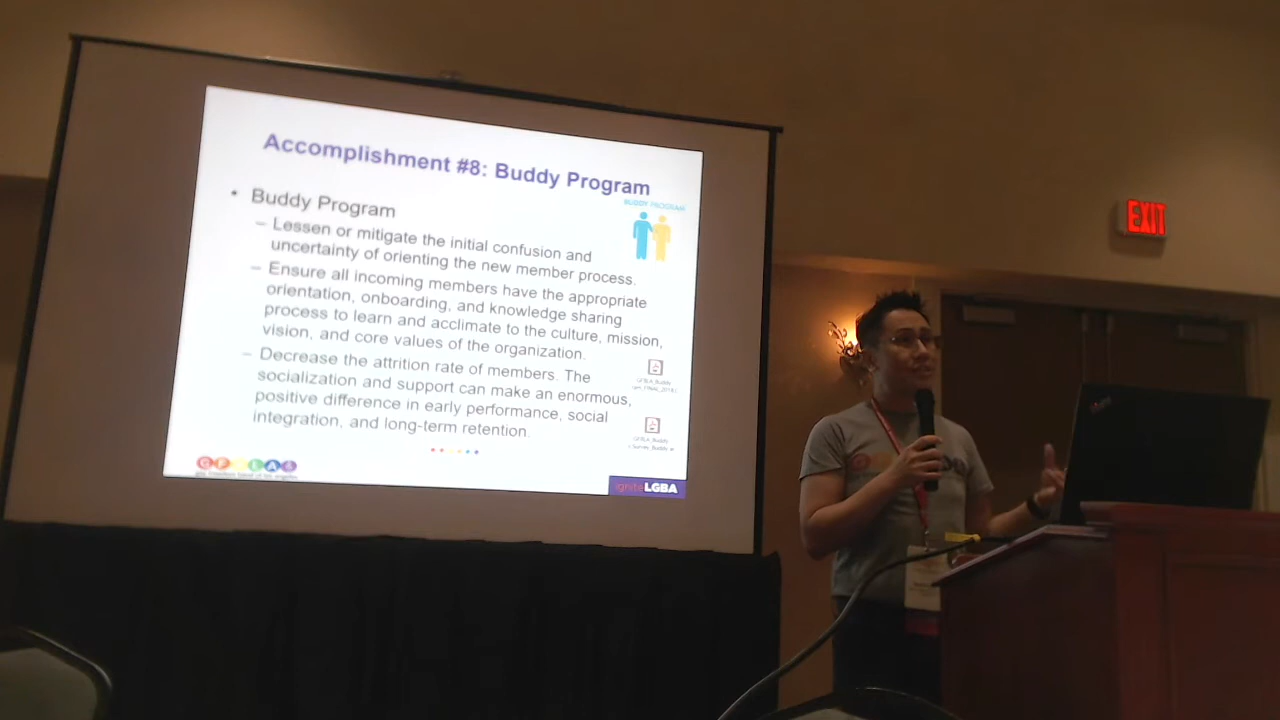 Accomplishment #8: Buddy Program
BUDDY PROGRAM
• Buddy Program
– Lessen or mitigate the initial confusion and
uncertainty of orienting the new member process.
– Ensure all incoming members have the appropriate
orientation, onboarding, and knowledge sharing
process to learn and acclimate to the culture, mission,
vision, and core values of the organization.
– Decrease the attrition rate of members. The
socialization and support can make an enormous,
positive difference in early performance, social
integration, and long-term retention.
GFBLA_Buddy
GFBLA_Buddy
GFBLAS
igniteLGBA
EXIT